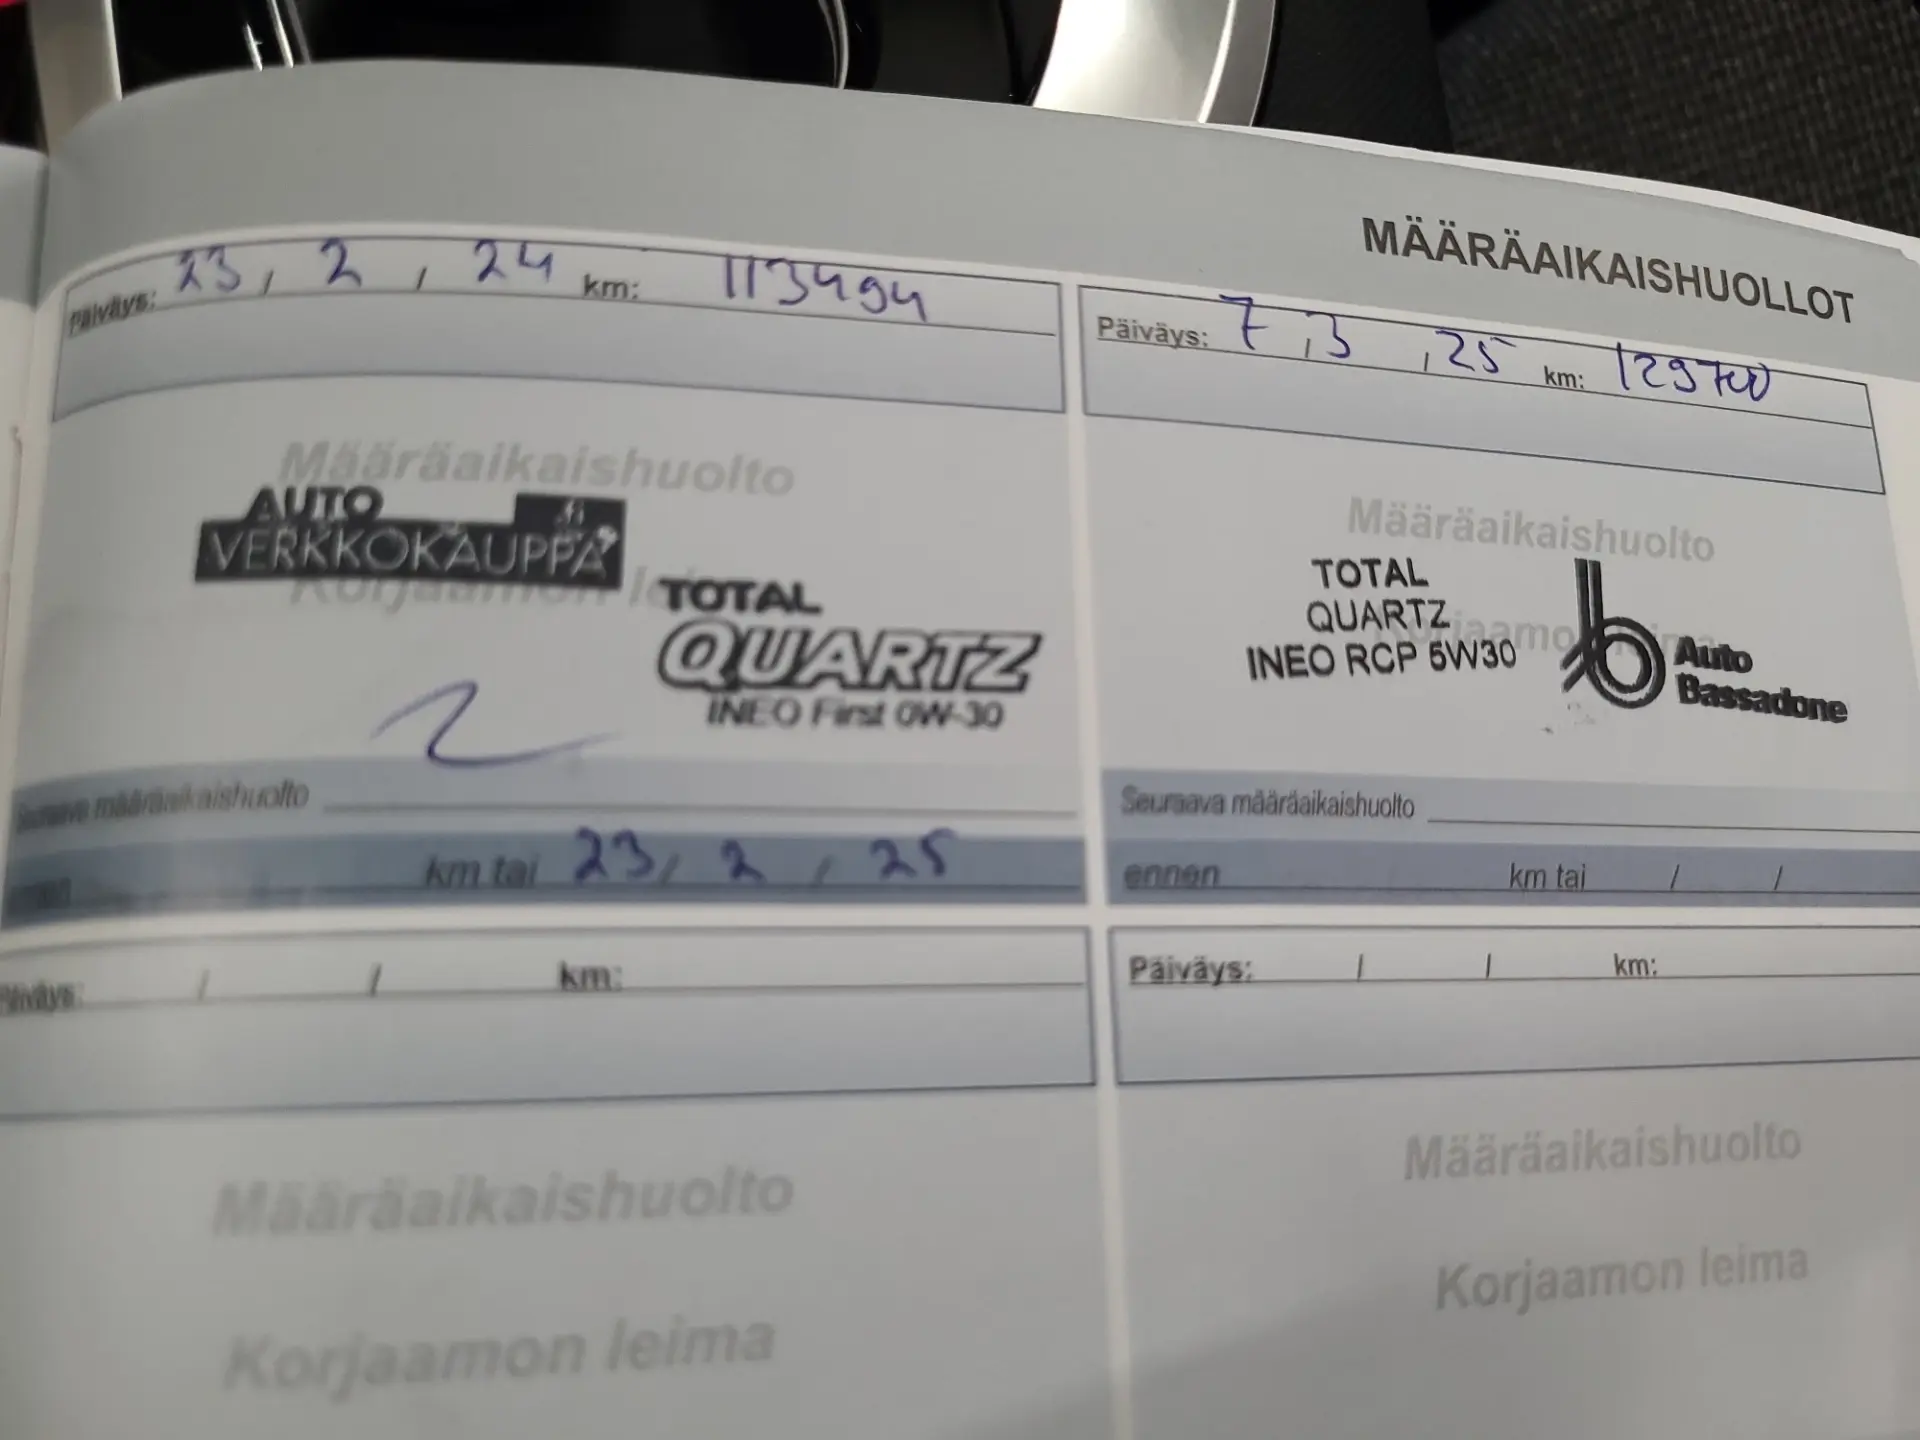 MÄÄRÄAIKAISHUOLLOT
Päiväys: 23 / 2 / 24 km: 113494
Määräaikaishuolto
AUTO
VERKKOKAUPPA
Korjaamon
TOTAL
QUARTZ
INEO First 0W-30
Seuraava määräaikaishuolto
ennen km tai 23 / 2 / 25
Päiväys: 7 / 3 / 25 km: 129700
Määräaikaishuolto
Korjaamon leima
TOTAL
QUARTZ
INEO RCP 5W30
Auto
Bassadone
Seuraava määräaikaishuolto
ennen km tai / /
Päiväys: / / km:
Määräaikaishuolto
Korjaamon leima
Päiväys: / / km:
Määräaikaishuolto
Korjaamon leima